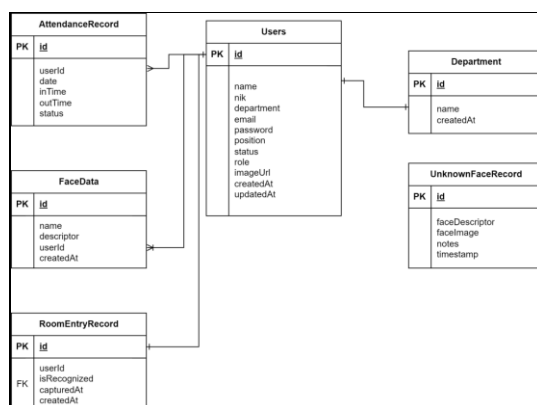 AttendanceRecord
PK id
userId
date
inTime
outTime
status
FaceData
PK id
name
descriptor
userId
createdAt
RoomEntryRecord
PK id
FK
userId
isRecognized
capturedAt
createdAt
Users
PK id
name
nik
department
email
password
position
status
role
imageUrl
createdAt
updatedAt
Department
PK id
name
createdAt
UnknownFaceRecord
PK id
faceDescriptor
faceImage
notes
timestamp